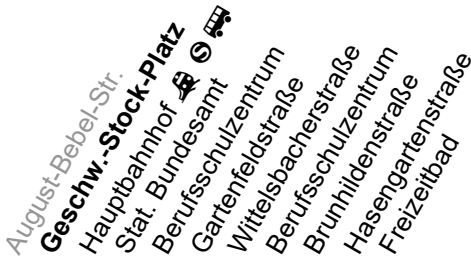 August-Bebel-Str.
Geschw.-Stock-Platz
Hauptbahnhof S
Stat. Bundesamt
Berufsschulzentrum
Gartenfeldstraße
Wittelsbacherstraße
Berufsschulzentrum
Brunhildenstraße
Hasengartenstraße
Freizeitbad